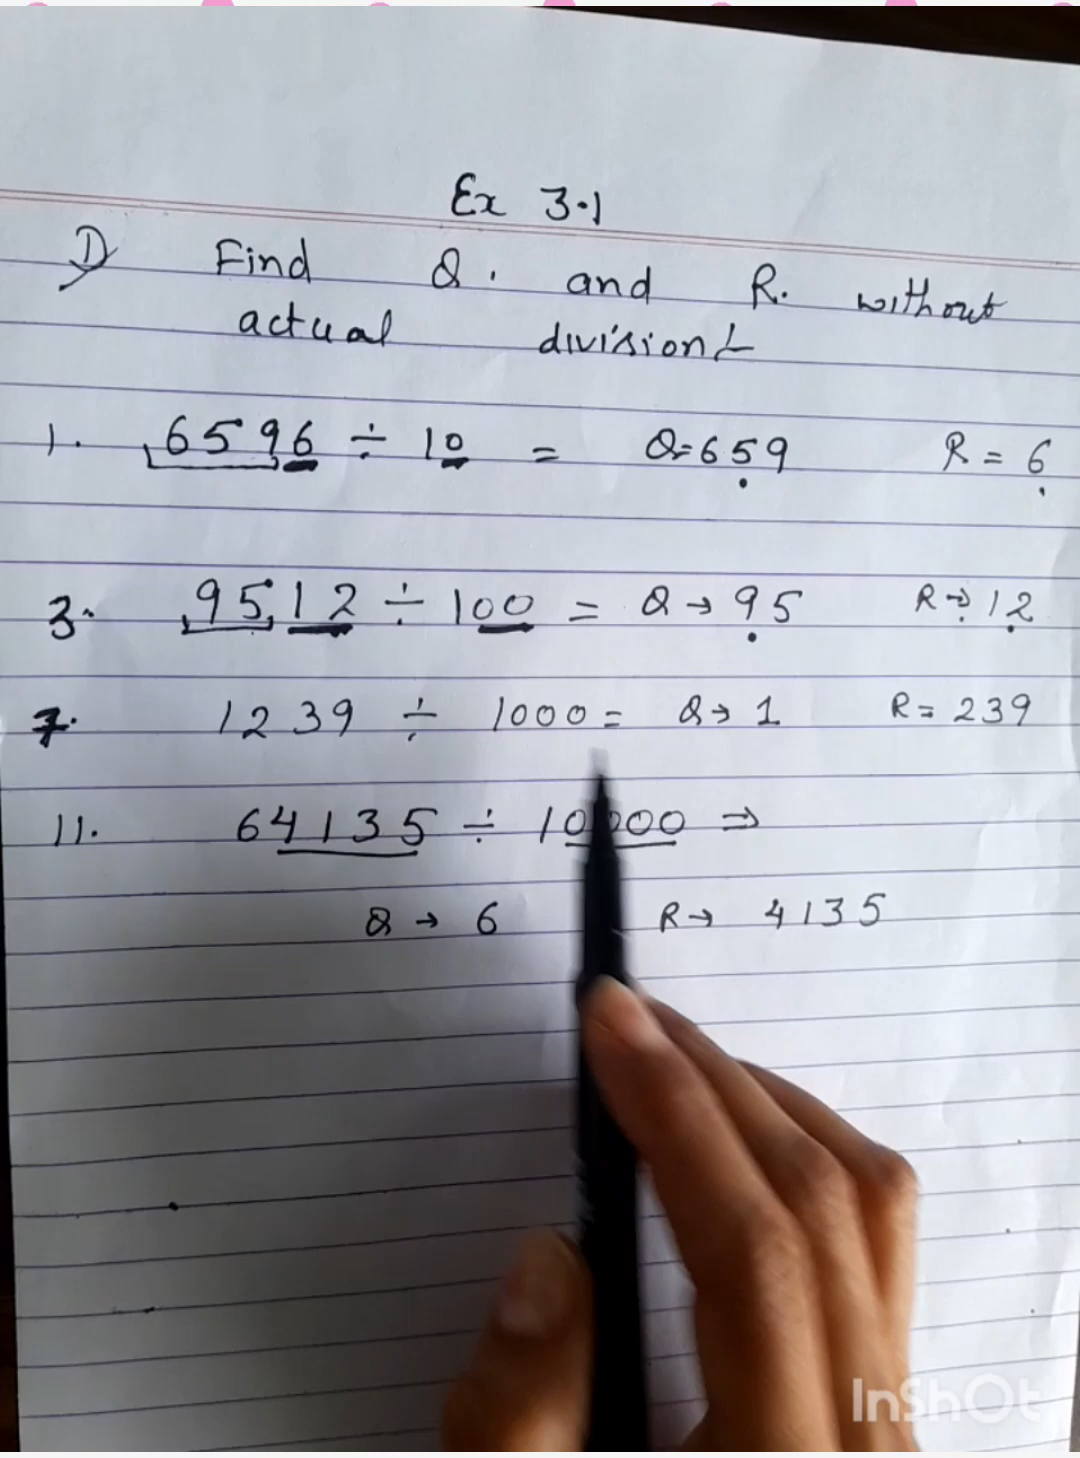 Ex 3.1
1) Find Q. and R. without
actual division:-
1. 6596 ÷ 10 = Q=659 R = 6
3. 9512 ÷ 100 = Q → 95 R → 12
7. 1239 ÷ 1000 = Q → 1 R = 239
11. 64135 ÷ 10000 ⇒
Q → 6 R → 4135
InShOt